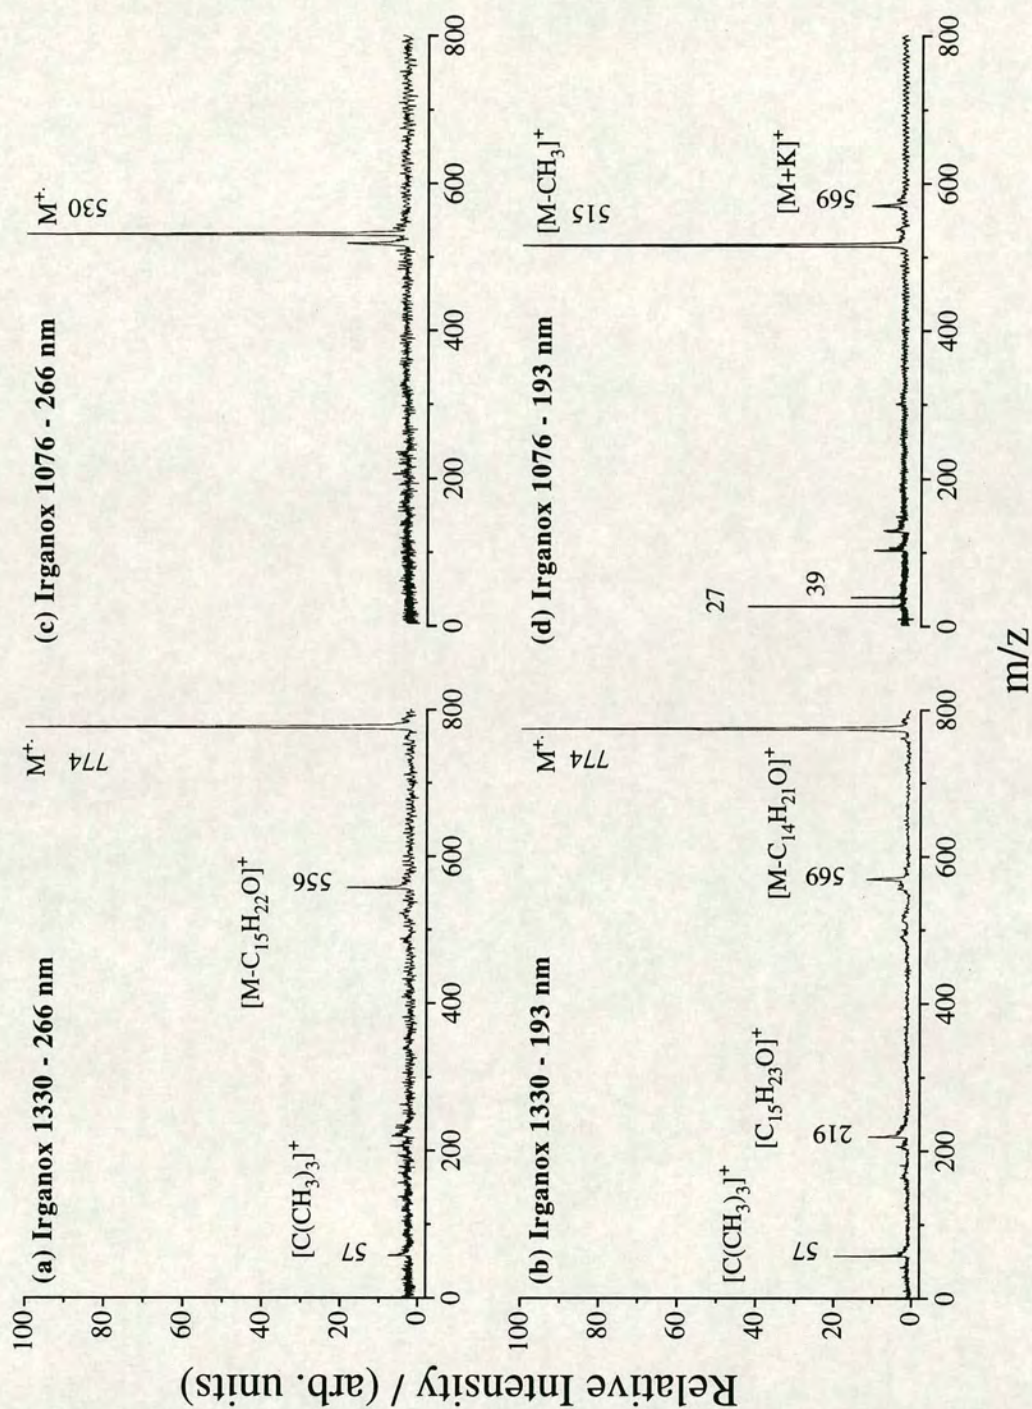 (a) Irganox 1330 - 266 nm
M+·
774
[M-C15H22O]+
556
[C(CH3)3]+
57
100
80
60
40
20
0
0 200 400 600 800
(c) Irganox 1076 - 266 nm
M+·
530
0 200 400 600 800
(b) Irganox 1330 - 193 nm
M+·
774
[M-C14H21O]+
569
[C15H23O]+
219
[C(CH3)3]+
57
100
80
60
40
20
0
0 200 400 600 800
(d) Irganox 1076 - 193 nm
[M-CH3]+
515
[M+K]+
569
27
39
0 200 400 600 800
Relative Intensity / (arb. units)
m/z